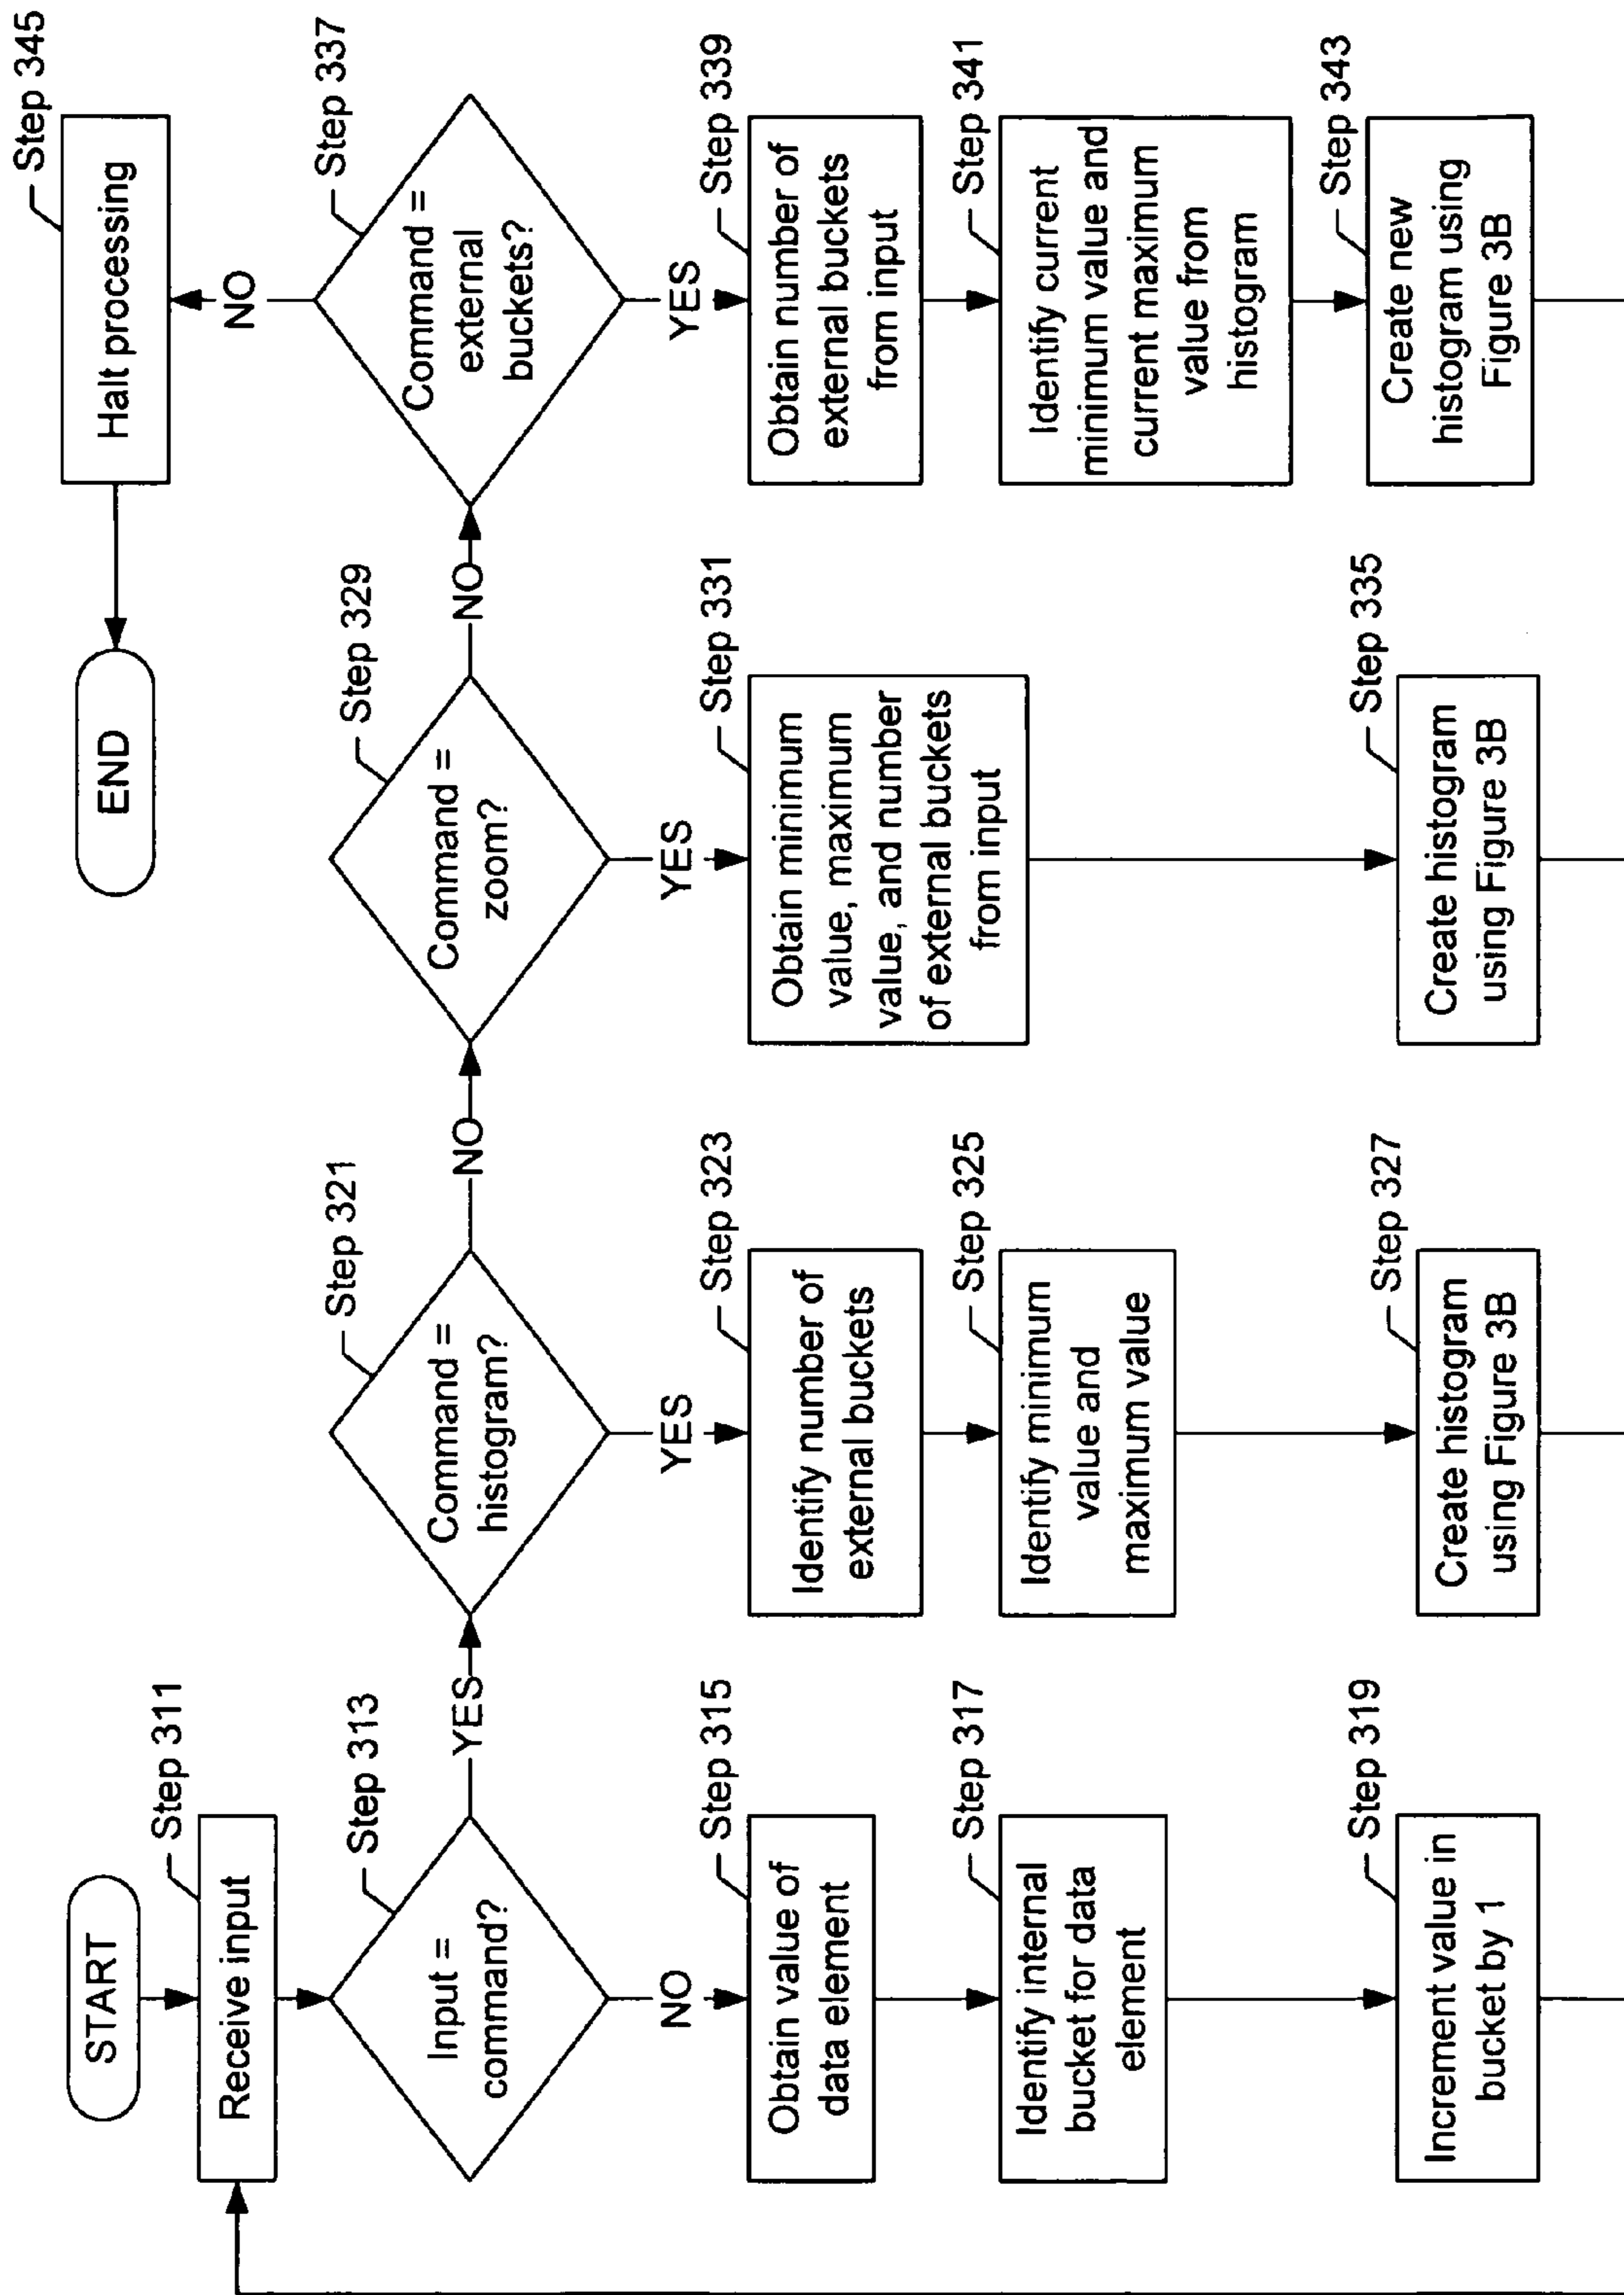 START
Step 311
Receive input
Step 313
Input =
command?
NO
YES
Step 315
Obtain value of
data element
Step 317
Identify internal
bucket for data
element
Step 319
Increment value in
bucket by 1
Step 321
Command =
histogram?
YES
NO
Step 323
Identify number of
external buckets
Step 325
Identify minimum
value and
maximum value
Step 327
Create histogram
using Figure 3B
Step 329
Command =
zoom?
YES
NO
Step 331
Obtain minimum
value, maximum
value, and number
of external buckets
from input
Step 335
Create histogram
using Figure 3B
Step 337
Command =
external
buckets?
NO
YES
Step 339
Obtain number of
external buckets
from input
Step 341
Identify current
minimum value and
current maximum
value from
histogram
Step 343
Create new
histogram using
Figure 3B
Step 345
Halt processing
END